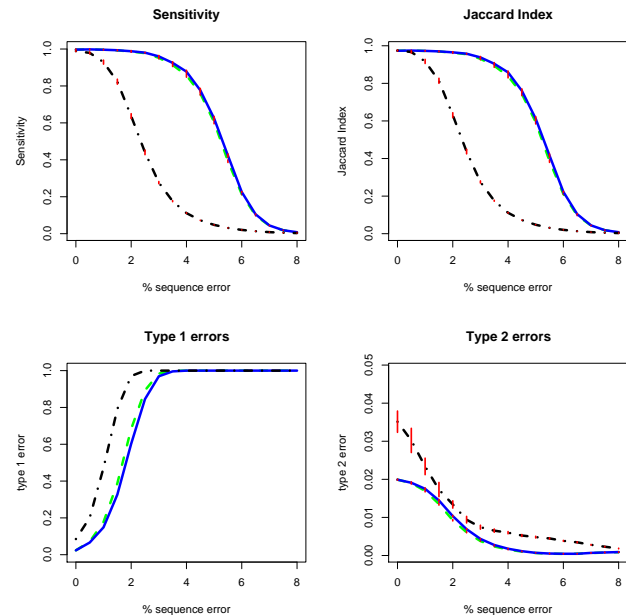 Sensitivity
Sensitivity
1.0
0.8
0.6
0.4
0.2
0.0
0 2 4 6 8
% sequence error
Jaccard Index
Jaccard Index
1.0
0.8
0.6
0.4
0.2
0.0
0 2 4 6 8
% sequence error
Type 1 errors
type 1 error
1.0
0.8
0.6
0.4
0.2
0.0
0 2 4 6 8
% sequence error
Type 2 errors
type 2 error
0.05
0.04
0.03
0.02
0.01
0.00
0 2 4 6 8
% sequence error